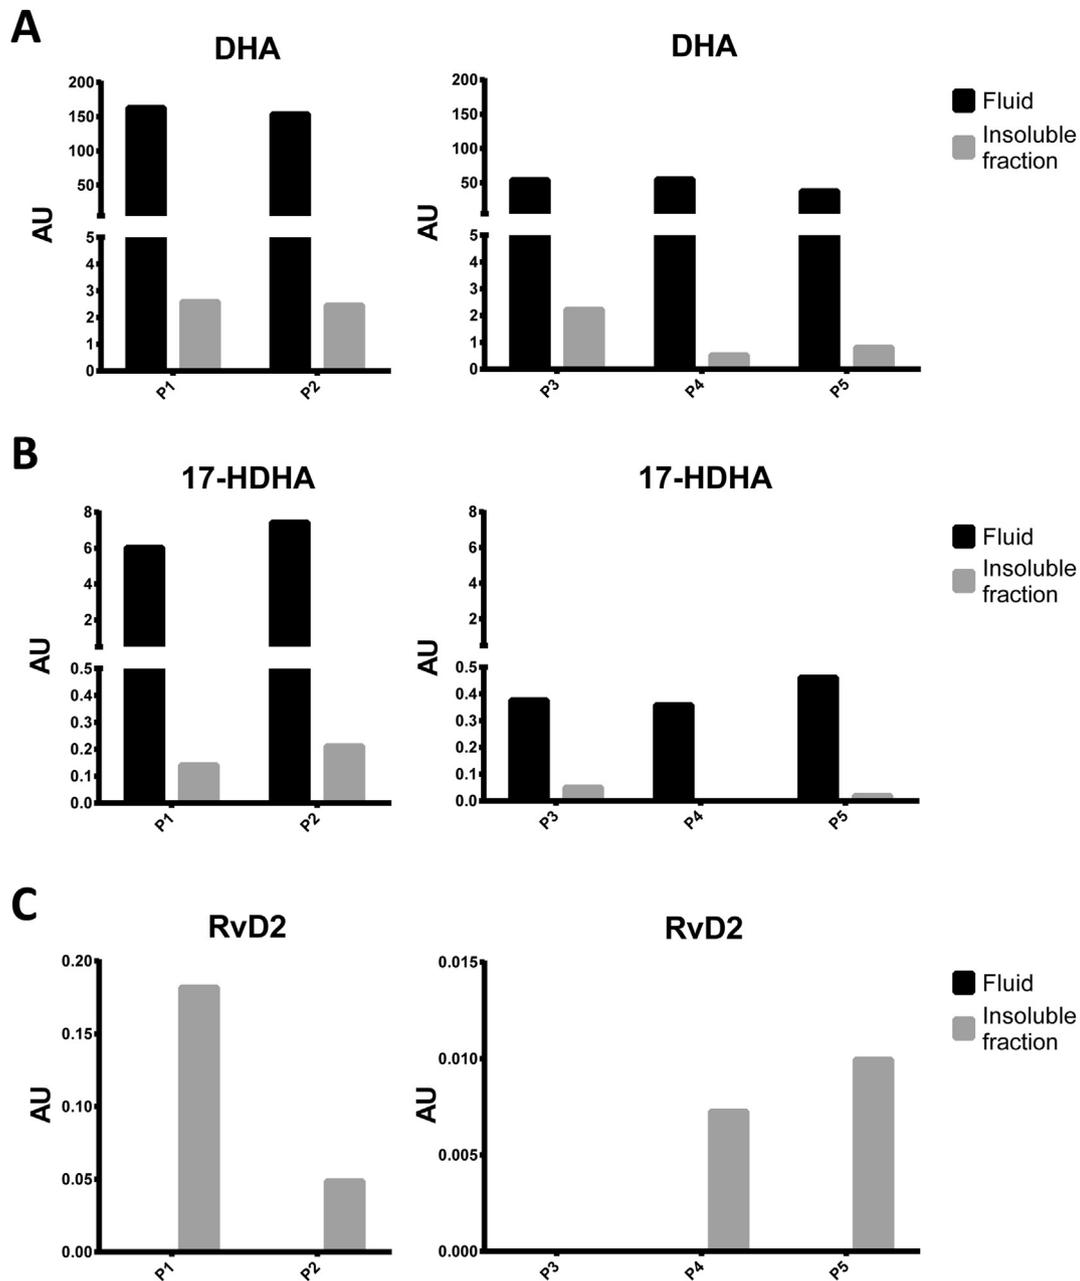 A
DHA
200
150
100
50
5
4
3
2
1
0
AU
P1
P2
DHA
200
150
100
50
5
4
3
2
1
0
AU
P3
P4
P5
Fluid
Insoluble
fraction
B
17-HDHA
8
6
4
2
0.5
0.4
0.3
0.2
0.1
0.0
AU
P1
P2
17-HDHA
8
6
4
2
0.5
0.4
0.3
0.2
0.1
0.0
AU
P3
P4
P5
Fluid
Insoluble
fraction
C
RvD2
0.20
0.15
0.10
0.05
0.00
AU
P1
P2
RvD2
0.015
0.010
0.005
0.000
AU
P3
P4
P5
Fluid
Insoluble
fraction